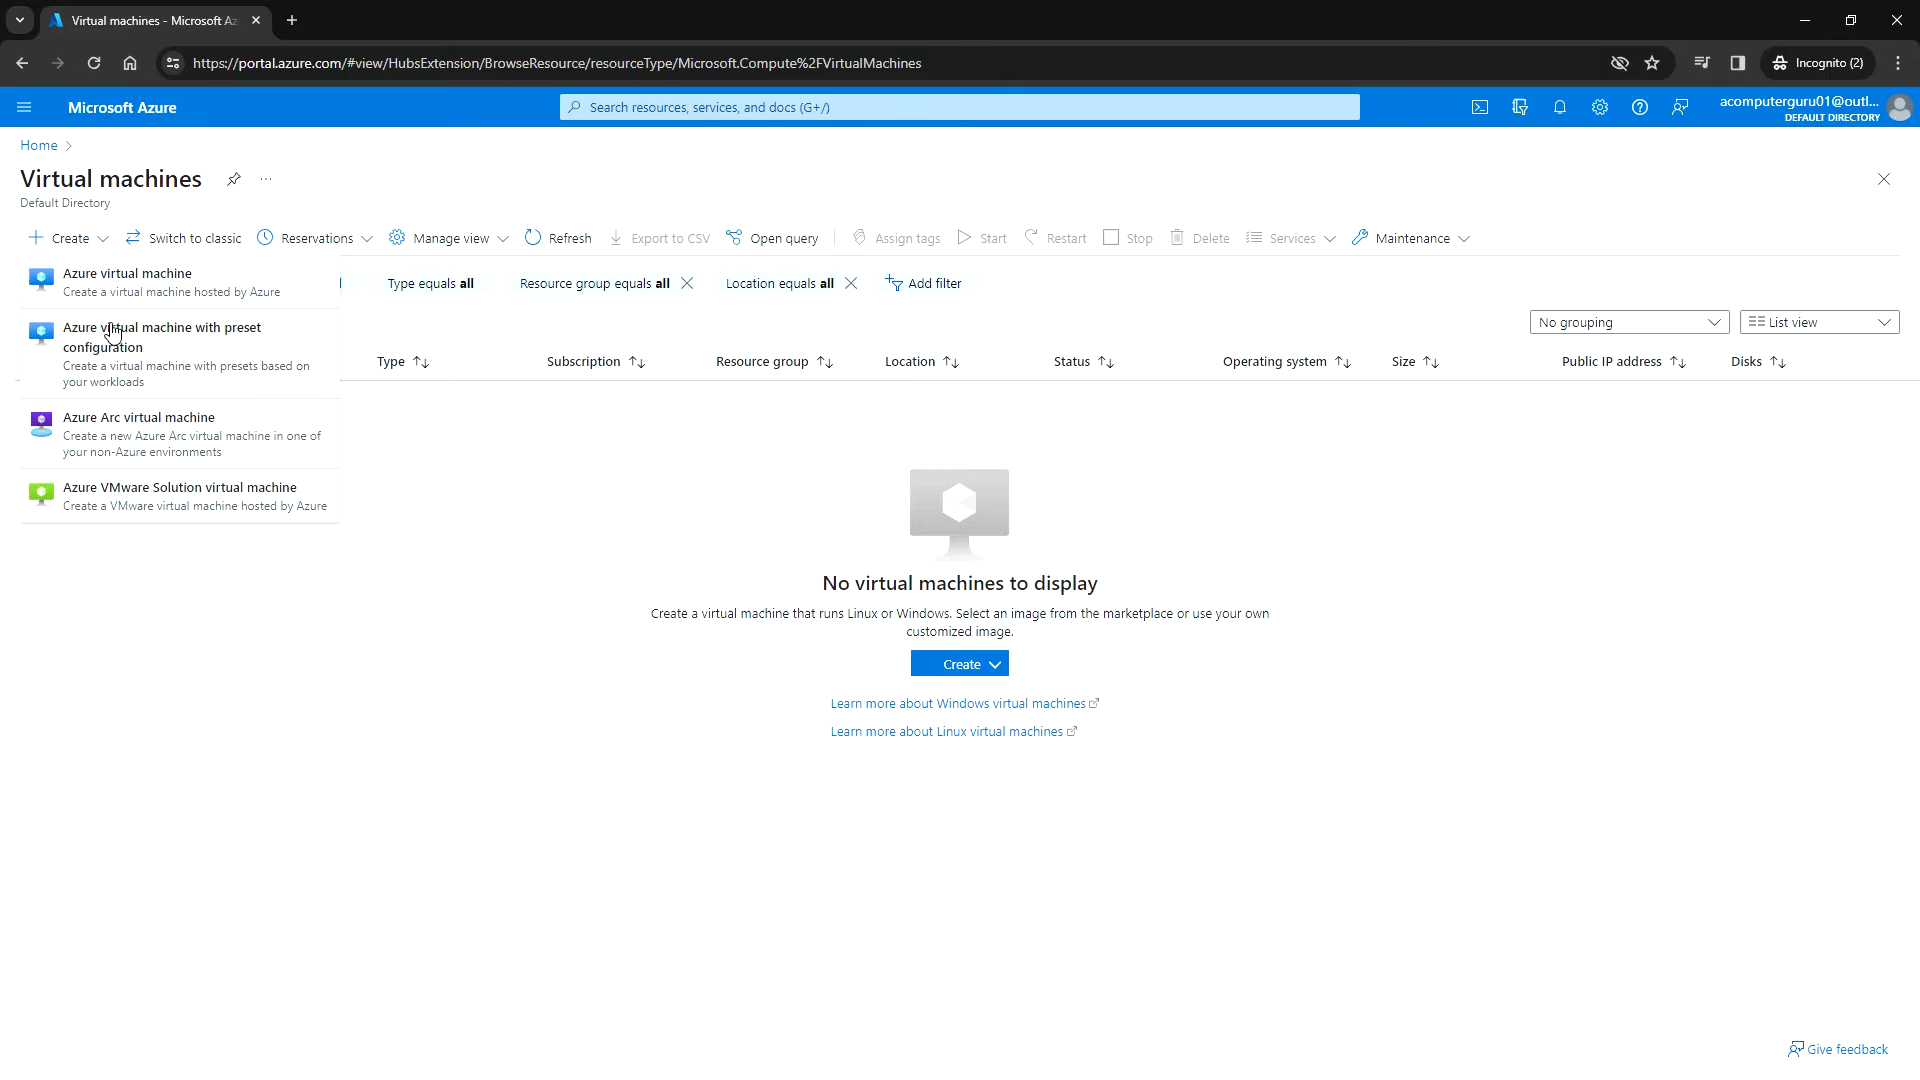 Virtual machines - Microsoft Az
https://portal.azure.com/#view/HubsExtension/BrowseResource/resourceType/Microsoft.Compute%2FVirtualMachines
Incognito (2)
Microsoft Azure
Search resources, services, and docs (G+/)
acomputerguru01@outl...
DEFAULT DIRECTORY
Home
Virtual machines
Default Directory
Create Switch to classic Reservations Manage view Refresh Export to CSV Open query Assign tags Start Restart Stop Delete Services Maintenance
Azure virtual machine
Create a virtual machine hosted by Azure
Type equals all Resource group equals all Location equals all Add filter
Azure virtual machine with preset
configuration
Create a virtual machine with presets based on
your workloads
No grouping List view
Type Subscription Resource group Location Status Operating system Size Public IP address Disks
Azure Arc virtual machine
Create a new Azure Arc virtual machine in one of
your non-Azure environments
Azure VMware Solution virtual machine
Create a VMware virtual machine hosted by Azure
No virtual machines to display
Create a virtual machine that runs Linux or Windows. Select an image from the marketplace or use your own
customized image.
Create
Learn more about Windows virtual machines
Learn more about Linux virtual machines
Give feedback